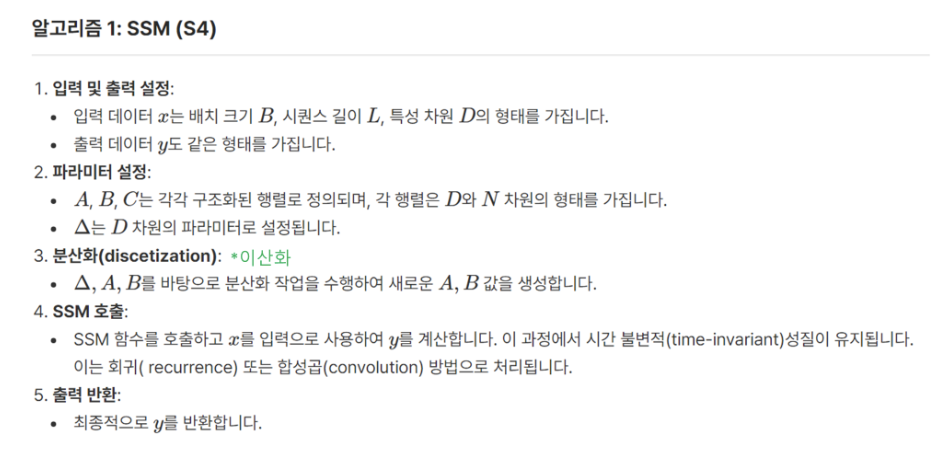 알고리즘 1: SSM (S4)
1. 입력 및 출력 설정:
• 입력 데이터 x는 배치 크기 B, 시퀀스 길이 L, 특성 차원 D의 형태를 가집니다.
• 출력 데이터 y도 같은 형태를 가집니다.
2. 파라미터 설정:
• A, B, C는 각각 구조화된 행렬로 정의되며, 각 행렬은 D와 N 차원의 형태를 가집니다.
• Δ는 D 차원의 파라미터로 설정됩니다.
3. 분산화(discetization): *이산화
• Δ, A, B를 바탕으로 분산화 작업을 수행하여 새로운 A, B 값을 생성합니다.
4. SSM 호출:
• SSM 함수를 호출하고 x를 입력으로 사용하여 y를 계산합니다. 이 과정에서 시간 불변적(time-invariant)성질이 유지됩니다.
이는 회귀( recurrence) 또는 합성곱(convolution) 방법으로 처리됩니다.
5. 출력 반환:
• 최종적으로 y를 반환합니다.